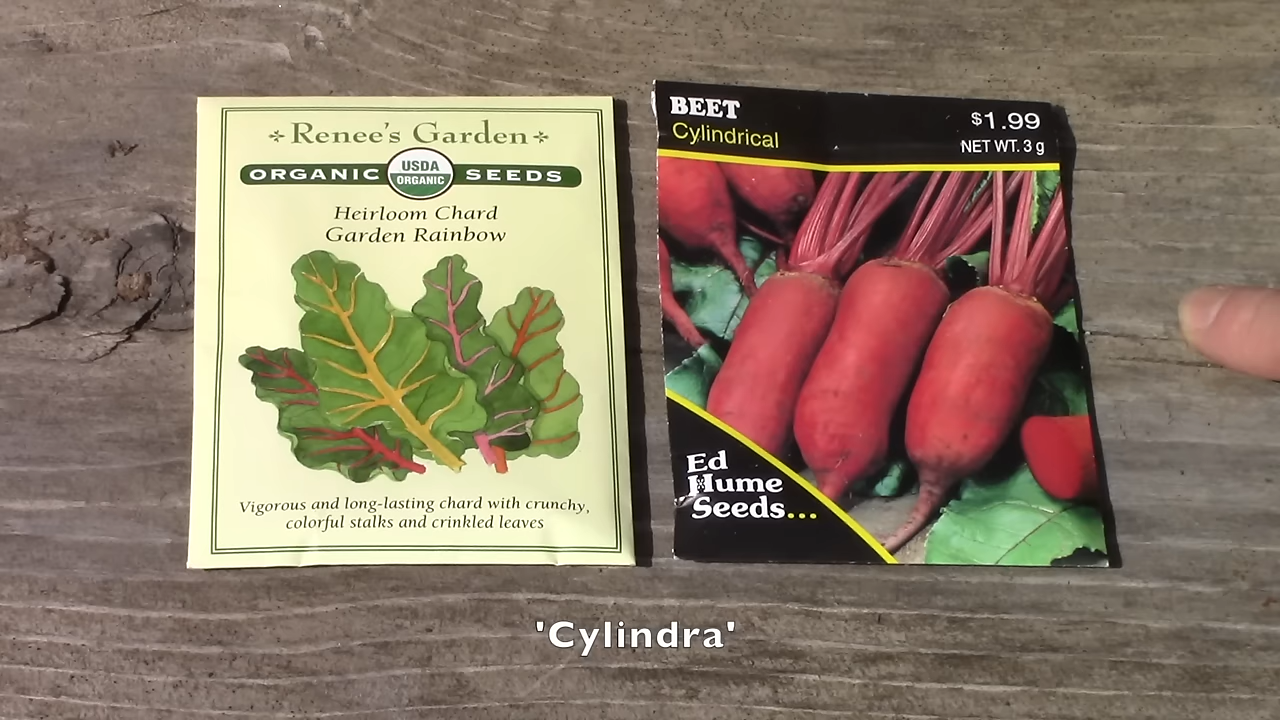 Renee's Garden
ORGANIC USDA ORGANIC SEEDS
Heirloom Chard
Garden Rainbow
Vigorous and long-lasting chard with crunchy,
colorful stalks and crinkled leaves
BEET
Cylindrical
$1.99
NET WT. 3 g
Ed
Hume
Seeds...
'Cylindra'